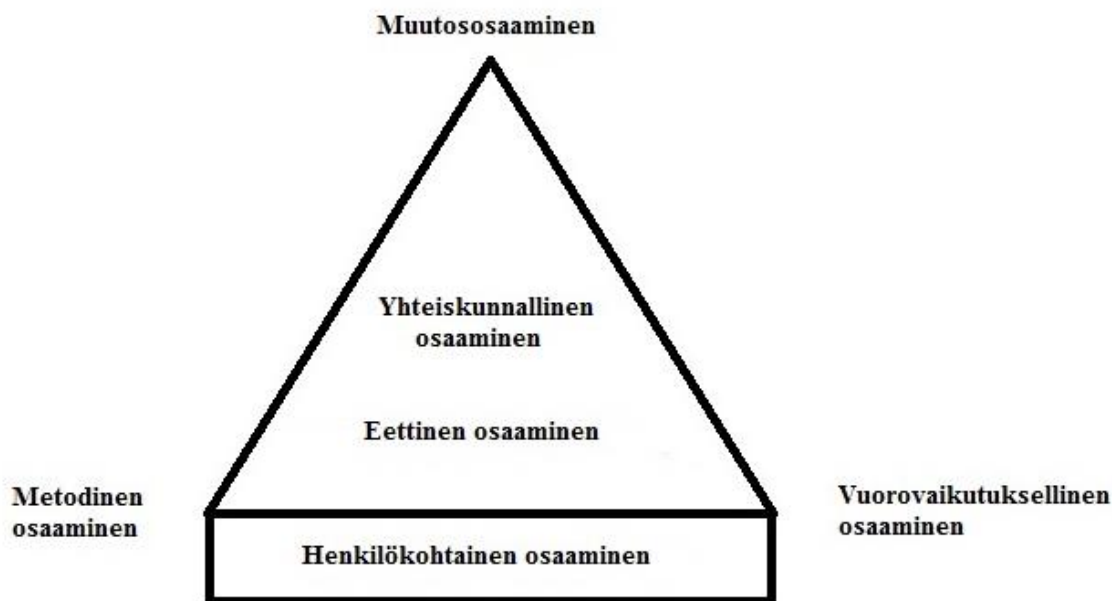 Muutososaaminen
Yhteiskunnallinen
osaaminen
Eettinen osaaminen
Metodinen
osaaminen
Vuorovaikutuksellinen
osaaminen
Henkilökohtainen osaaminen